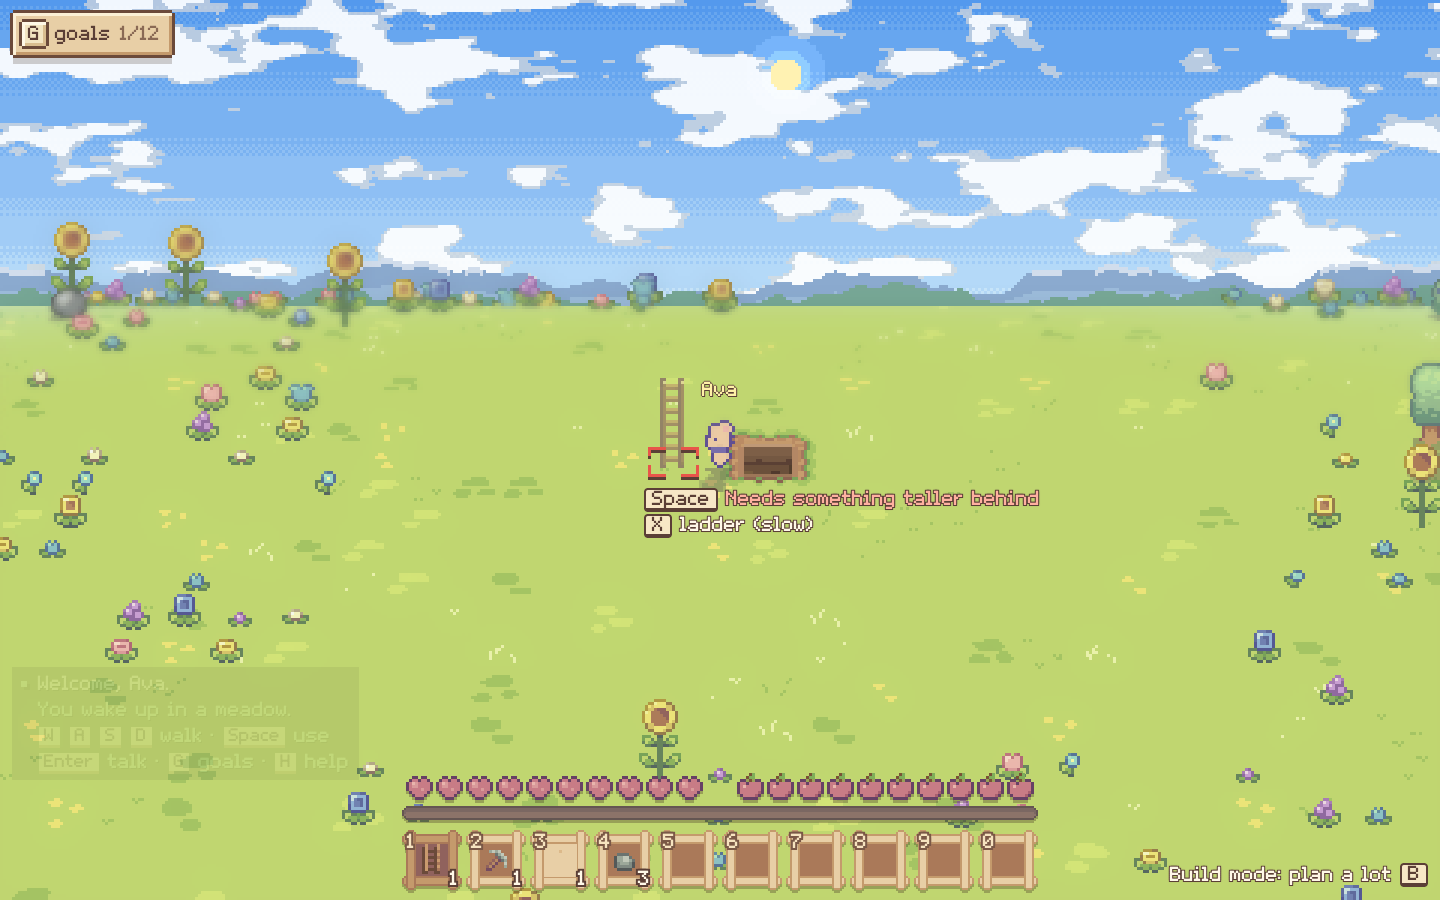 G goals 1/12
Ava
Space Needs something taller behind
X ladder (slow)
Welcome, Ava.
You wake up in a meadow.
W A S D walk · Space use
Enter talk · G goals · H help
1 2 3 4 5 6 7 8 9 0
1 1 1 3
Build mode: plan a lot B